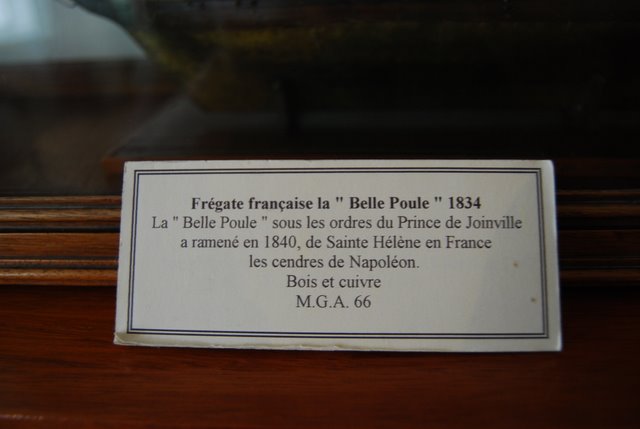 Frégate française la " Belle Poule " 1834
La " Belle Poule " sous les ordres du Prince de Joinville
a ramené en 1840, de Sainte Hélène en France
les cendres de Napoléon.
Bois et cuivre
M.G.A. 66